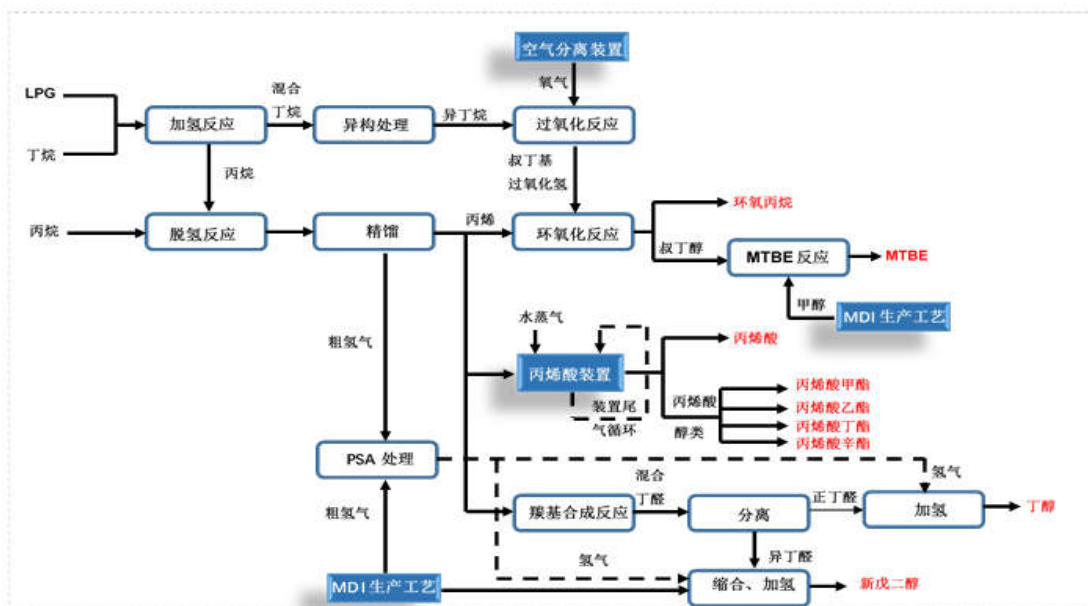 空气分离装置
氧气
LPG
丁烷
加氢反应
混合
丁烷
异构处理
异丁烷
过氧化反应
丙烷
叔丁基
过氧化氢
丙烷
脱氢反应
精馏
丙烯
环氧化反应
环氧丙烷
叔丁醇
MTBE 反应
MTBE
甲醇
MDI 生产工艺
粗氢气
水蒸气
丙烯酸装置
装置尾
气循环
丙烯酸
丙烯酸
醇类
丙烯酸甲酯
丙烯酸乙酯
丙烯酸丁酯
丙烯酸辛酯
PSA 处理
粗氢气
混合
丁醛
羰基合成反应
分离
正丁醛
氢气
加氢
丁醇
氢气
异丁醛
MDI 生产工艺
缩合、加氢
新戊二醇